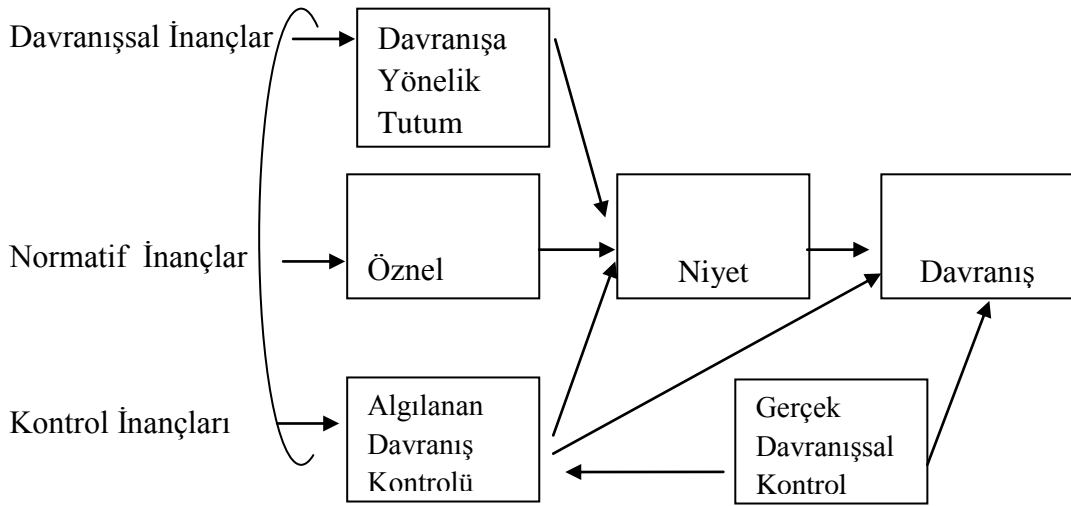 Davranışsal İnançlar
Davranışa
Yönelik
Tutum
Normatif İnançlar
Öznel
Niyet
Davranış
Kontrol İnançları
Algılanan
Davranış
Kontrolü
Gerçek
Davranışsal
Kontrol